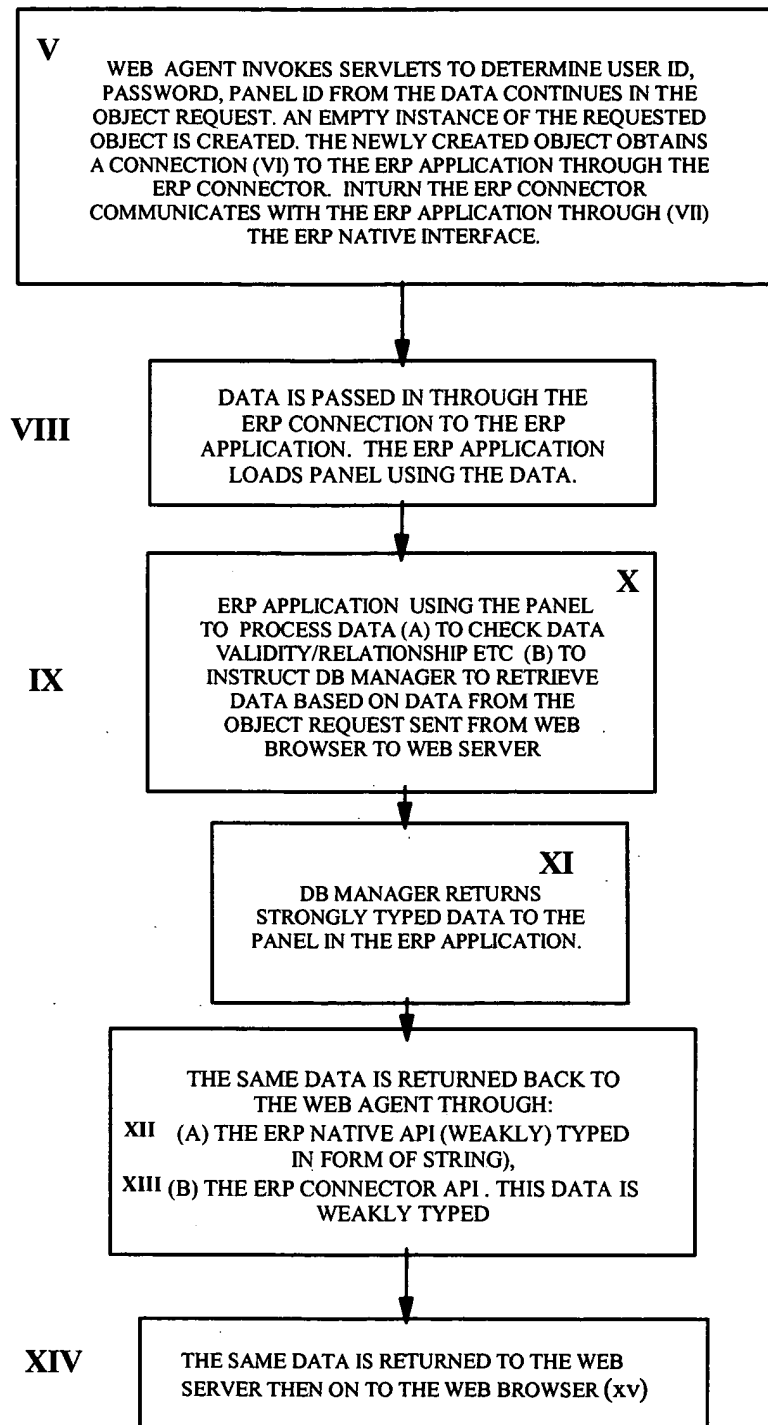 V
WEB AGENT INVOKES SERVLETS TO DETERMINE USER ID,
PASSWORD, PANEL ID FROM THE DATA CONTINUES IN THE
OBJECT REQUEST. AN EMPTY INSTANCE OF THE REQUESTED
OBJECT IS CREATED. THE NEWLY CREATED OBJECT OBTAINS
A CONNECTION (VI) TO THE ERP APPLICATION THROUGH THE
ERP CONNECTOR. INTURN THE ERP CONNECTOR
COMMUNICATES WITH THE ERP APPLICATION THROUGH (VII)
THE ERP NATIVE INTERFACE.
VIII
DATA IS PASSED IN THROUGH THE
ERP CONNECTION TO THE ERP
APPLICATION. THE ERP APPLICATION
LOADS PANEL USING THE DATA.
X
IX
ERP APPLICATION USING THE PANEL
TO PROCESS DATA (A) TO CHECK DATA
VALIDITY/RELATIONSHIP ETC (B) TO
INSTRUCT DB MANAGER TO RETRIEVE
DATA BASED ON DATA FROM THE
OBJECT REQUEST SENT FROM WEB
BROWSER TO WEB SERVER
XI
DB MANAGER RETURNS
STRONGLY TYPED DATA TO THE
PANEL IN THE ERP APPLICATION.
THE SAME DATA IS RETURNED BACK TO
THE WEB AGENT THROUGH:
XII (A) THE ERP NATIVE API (WEAKLY) TYPED
IN FORM OF STRING),
XIII (B) THE ERP CONNECTOR API . THIS DATA IS
WEAKLY TYPED
XIV
THE SAME DATA IS RETURNED TO THE WEB
SERVER THEN ON TO THE WEB BROWSER (xv)